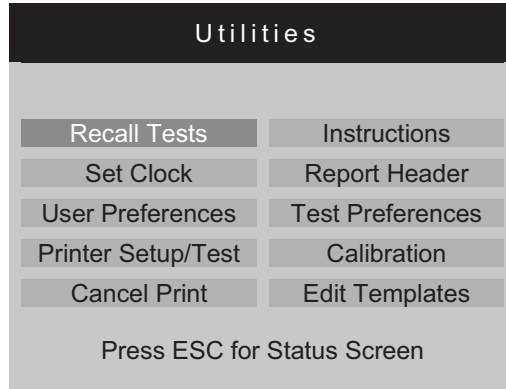 Utilities
Recall Tests Instructions
Set Clock Report Header
User Preferences Test Preferences
Printer Setup/Test Calibration
Cancel Print Edit Templates
Press ESC for Status Screen